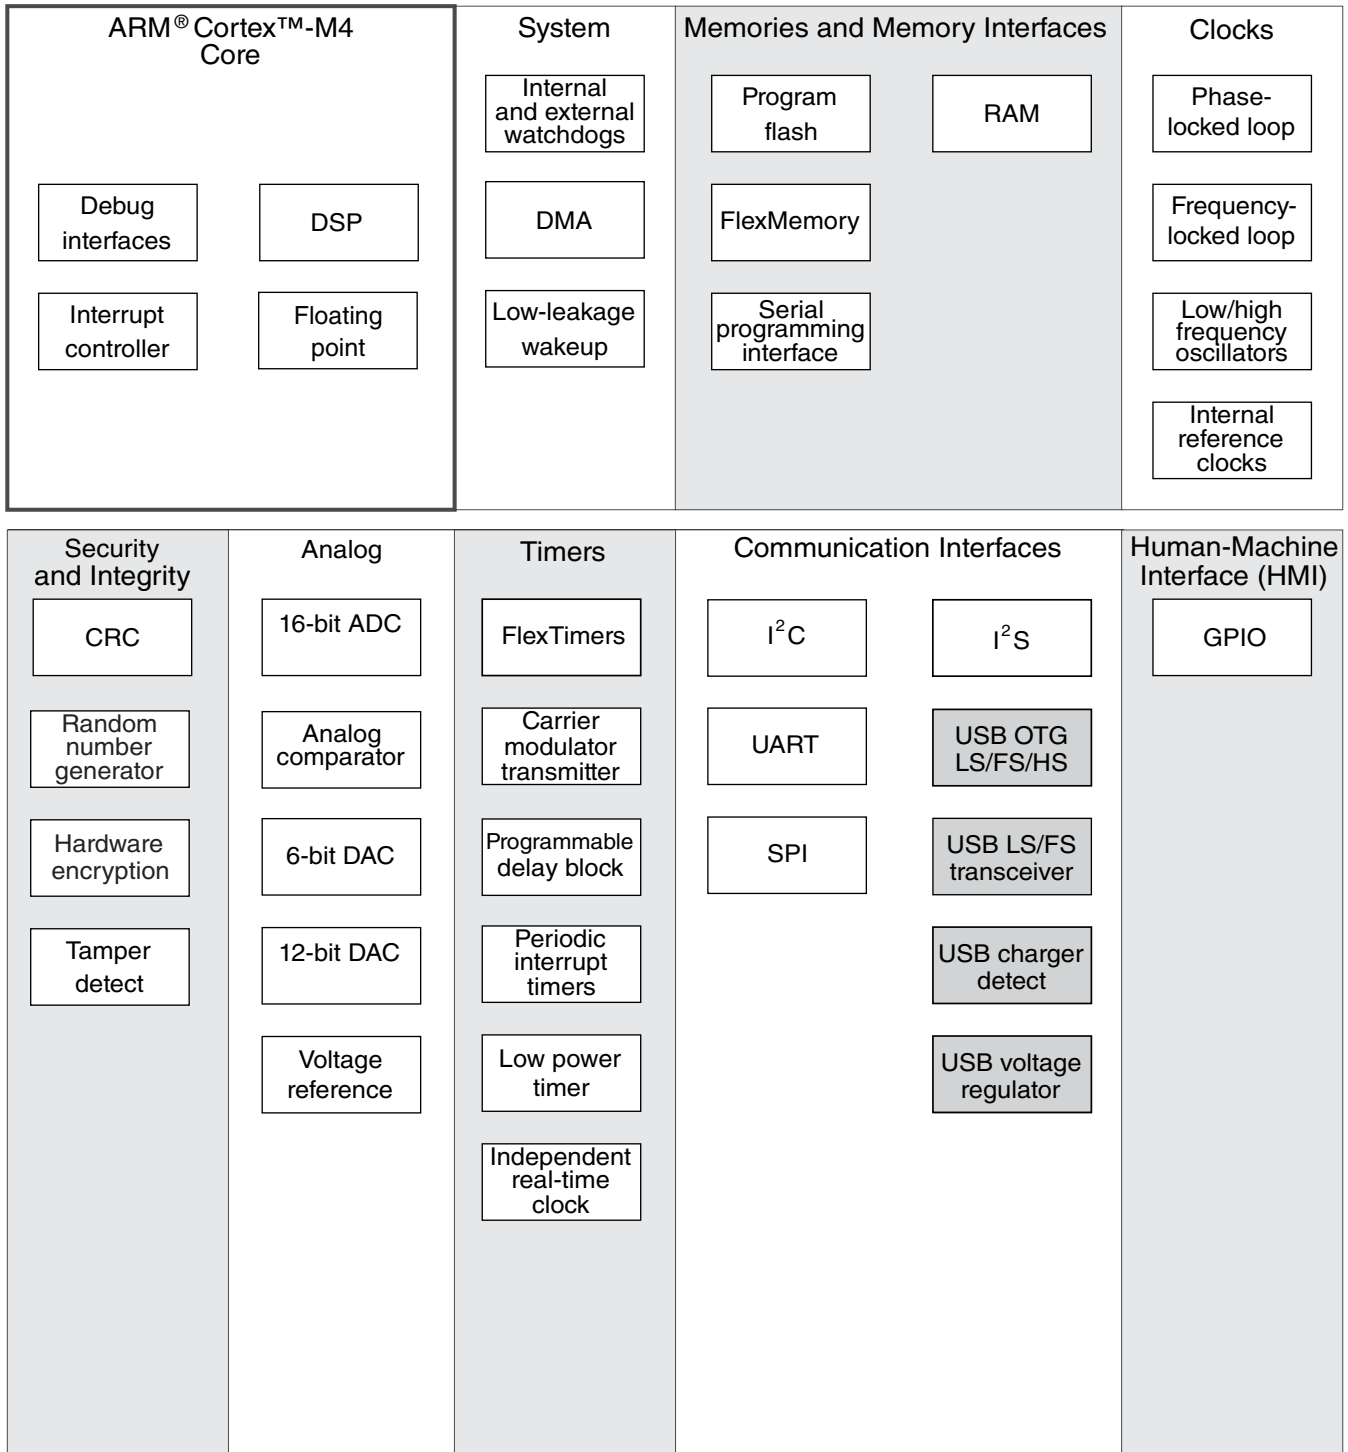 ARM® Cortex™-M4
Core
Debug
interfaces
DSP
Interrupt
controller
Floating
point
System
Internal
and external
watchdogs
DMA
Low-leakage
wakeup
Memories and Memory Interfaces
Program
flash
RAM
FlexMemory
Serial
programming
interface
Clocks
Phase-
locked loop
Frequency-
locked loop
Low/high
frequency
oscillators
Internal
reference
clocks
Security
and Integrity
CRC
Random
number
generator
Hardware
encryption
Tamper
detect
Analog
16-bit ADC
Analog
comparator
6-bit DAC
12-bit DAC
Voltage
reference
Timers
FlexTimers
Carrier
modulator
transmitter
Programmable
delay block
Periodic
interrupt
timers
Low power
timer
Independent
real-time
clock
Communication Interfaces
I²C
I²S
UART
USB OTG
LS/FS/HS
SPI
USB LS/FS
transceiver
USB charger
detect
USB voltage
regulator
Human-Machine
Interface (HMI)
GPIO